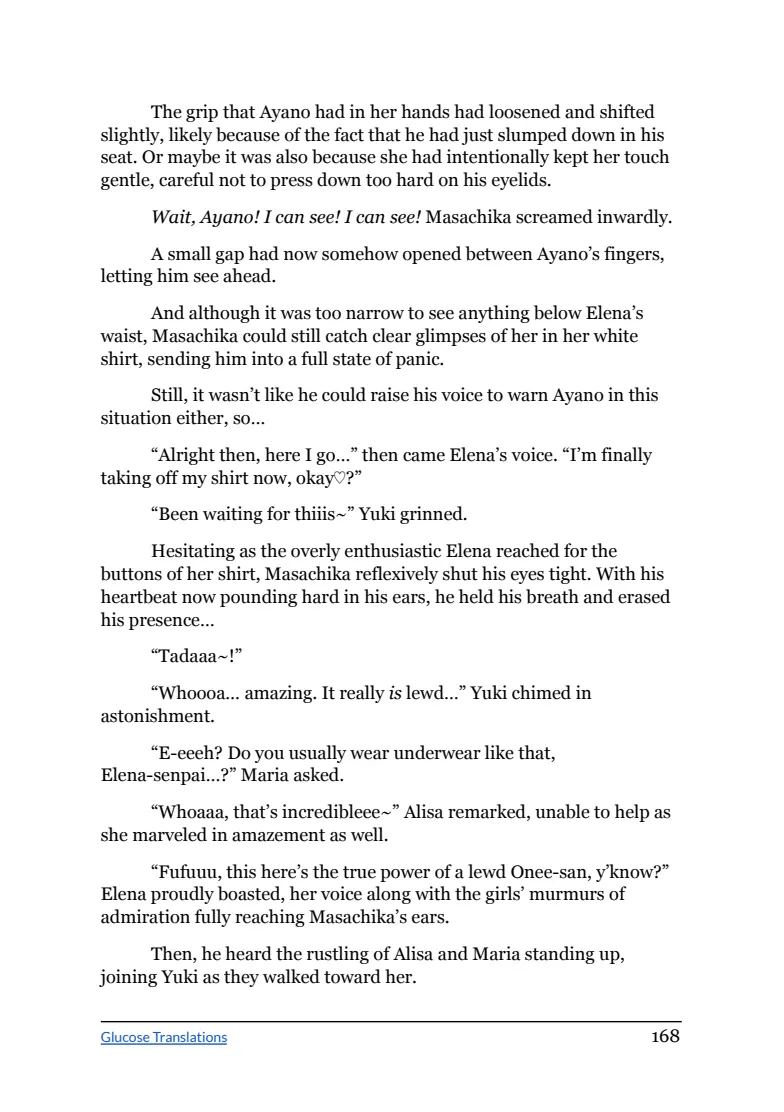 The grip that Ayano had in her hands had loosened and shifted
slightly, likely because of the fact that he had just slumped down in his
seat. Or maybe it was also because she had intentionally kept her touch
gentle, careful not to press down too hard on his eyelids.
Wait, Ayano! I can see! I can see! Masachika screamed inwardly.
A small gap had now somehow opened between Ayano’s fingers,
letting him see ahead.
And although it was too narrow to see anything below Elena’s
waist, Masachika could still catch clear glimpses of her in her white
shirt, sending him into a full state of panic.
Still, it wasn’t like he could raise his voice to warn Ayano in this
situation either, so…
“Alright then, here I go…” then came Elena’s voice. “I’m finally
taking off my shirt now, okay♡?”
“Been waiting for thiiis~” Yuki grinned.
Hesitating as the overly enthusiastic Elena reached for the
buttons of her shirt, Masachika reflexively shut his eyes tight. With his
heartbeat now pounding hard in his ears, he held his breath and erased
his presence…
“Tadaaa~!”
“Whoooa… amazing. It really is lewd…” Yuki chimed in
astonishment.
“E-eeeh? Do you usually wear underwear like that,
Elena-senpai…?” Maria asked.
“Whoaaa, that’s incredibleee~” Alisa remarked, unable to help as
she marveled in amazement as well.
“Fufuuu, this here’s the true power of a lewd Onee-san, y’know?”
Elena proudly boasted, her voice along with the girls’ murmurs of
admiration fully reaching Masachika’s ears.
Then, he heard the rustling of Alisa and Maria standing up,
joining Yuki as they walked toward her.
Glucose Translations 168